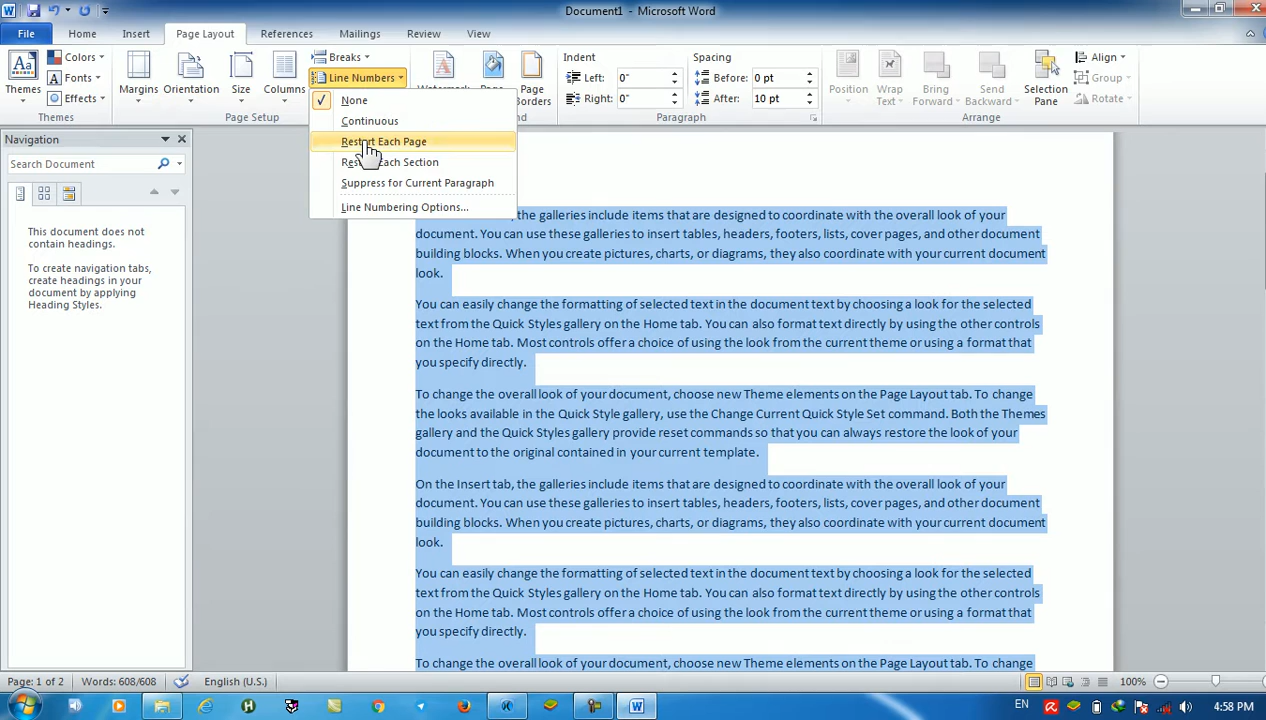 Document1 - Microsoft Word
File Home Insert Page Layout References Mailings Review View
Themes
Colors
Fonts
Effects
Themes
Margins
Orientation
Size
Columns
Breaks
Line Numbers
Page Setup
None
Continuous
Restart Each Page
Each Section
Suppress for Current Paragraph
Line Numbering Options...
Page
Borders
Indent
Left: 0"
Right: 0"
Spacing
Before: 0 pt
After: 10 pt
Paragraph
Position
Wrap
Text
Bring
Forward
Send
Backward
Selection
Pane
Align
Group
Rotate
Arrange
Navigation
Search Document
This document does not
contain headings.
To create navigation tabs,
create headings in your
document by applying
Heading Styles.
the galleries include items that are designed to coordinate with the overall look of your
document. You can use these galleries to insert tables, headers, footers, lists, cover pages, and other document
building blocks. When you create pictures, charts, or diagrams, they also coordinate with your current document
look.
You can easily change the formatting of selected text in the document text by choosing a look for the selected
text from the Quick Styles gallery on the Home tab. You can also format text directly by using the other controls
on the Home tab. Most controls offer a choice of using the look from the current theme or using a format that
you specify directly.
To change the overall look of your document, choose new Theme elements on the Page Layout tab. To change
the looks available in the Quick Style gallery, use the Change Current Quick Style Set command. Both the Themes
gallery and the Quick Styles gallery provide reset commands so that you can always restore the look of your
document to the original contained in your current template.
On the Insert tab, the galleries include items that are designed to coordinate with the overall look of your
document. You can use these galleries to insert tables, headers, footers, lists, cover pages, and other document
building blocks. When you create pictures, charts, or diagrams, they also coordinate with your current document
look.
You can easily change the formatting of selected text in the document text by choosing a look for the selected
text from the Quick Styles gallery on the Home tab. You can also format text directly by using the other controls
on the Home tab. Most controls offer a choice of using the look from the current theme or using a format that
you specify directly.
To change the overall look of your document, choose new Theme elements on the Page Layout tab. To change
Page: 1 of 2 Words: 608/608 English (U.S.) 100%
EN 4:58 PM